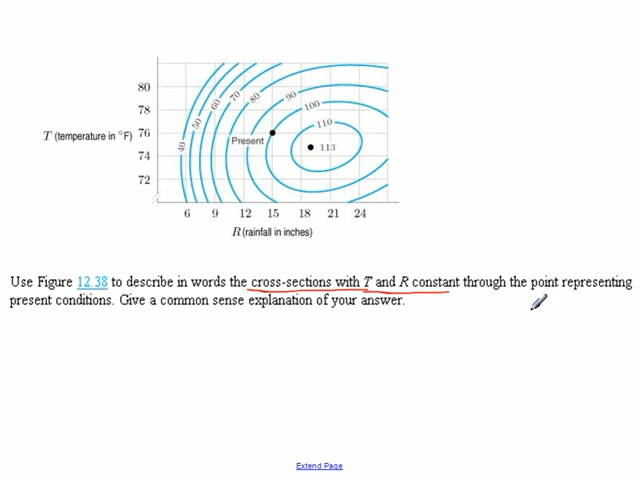 80
78
76
74
72
T (temperature in °F)
40
50
60
70
80
90
100
110
113
Present
6 9 12 15 18 21 24
R (rainfall in inches)
Use Figure 12.38 to describe in words the cross-sections with T and R constant through the point representing
present conditions. Give a common sense explanation of your answer.
Extend Page